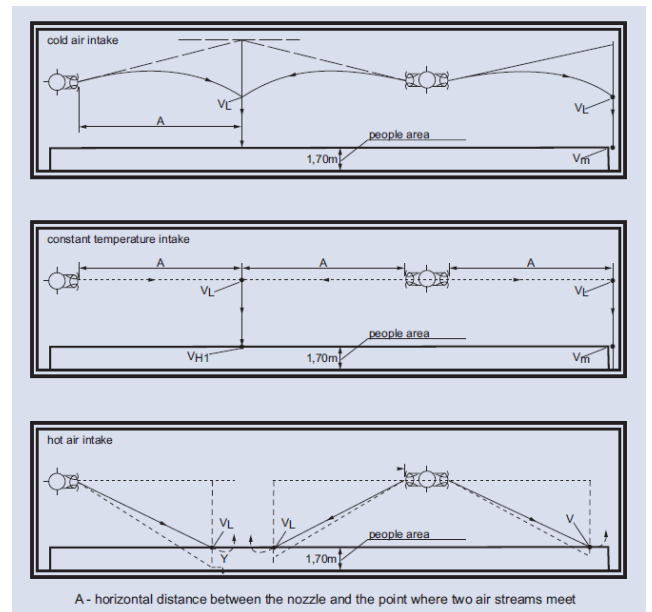 cold air intake
VL
VL
A
people area
1,70m
Vm
constant temperature intake
A
A
A
VL
VL
people area
VH1
1,70m
Vm
hot air intake
VL
VL
V
people area
Y
1,70m
A - horizontal distance between the nozzle and the point where two air streams meet